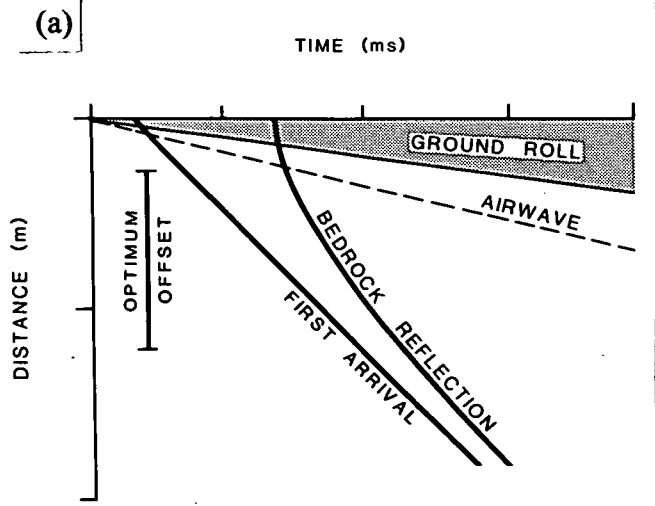 (a)
TIME (ms)
GROUND ROLL
AIRWAVE
OPTIMUM
OFFSET
BEDROCK REFLECTION
FIRST ARRIVAL
DISTANCE (m)